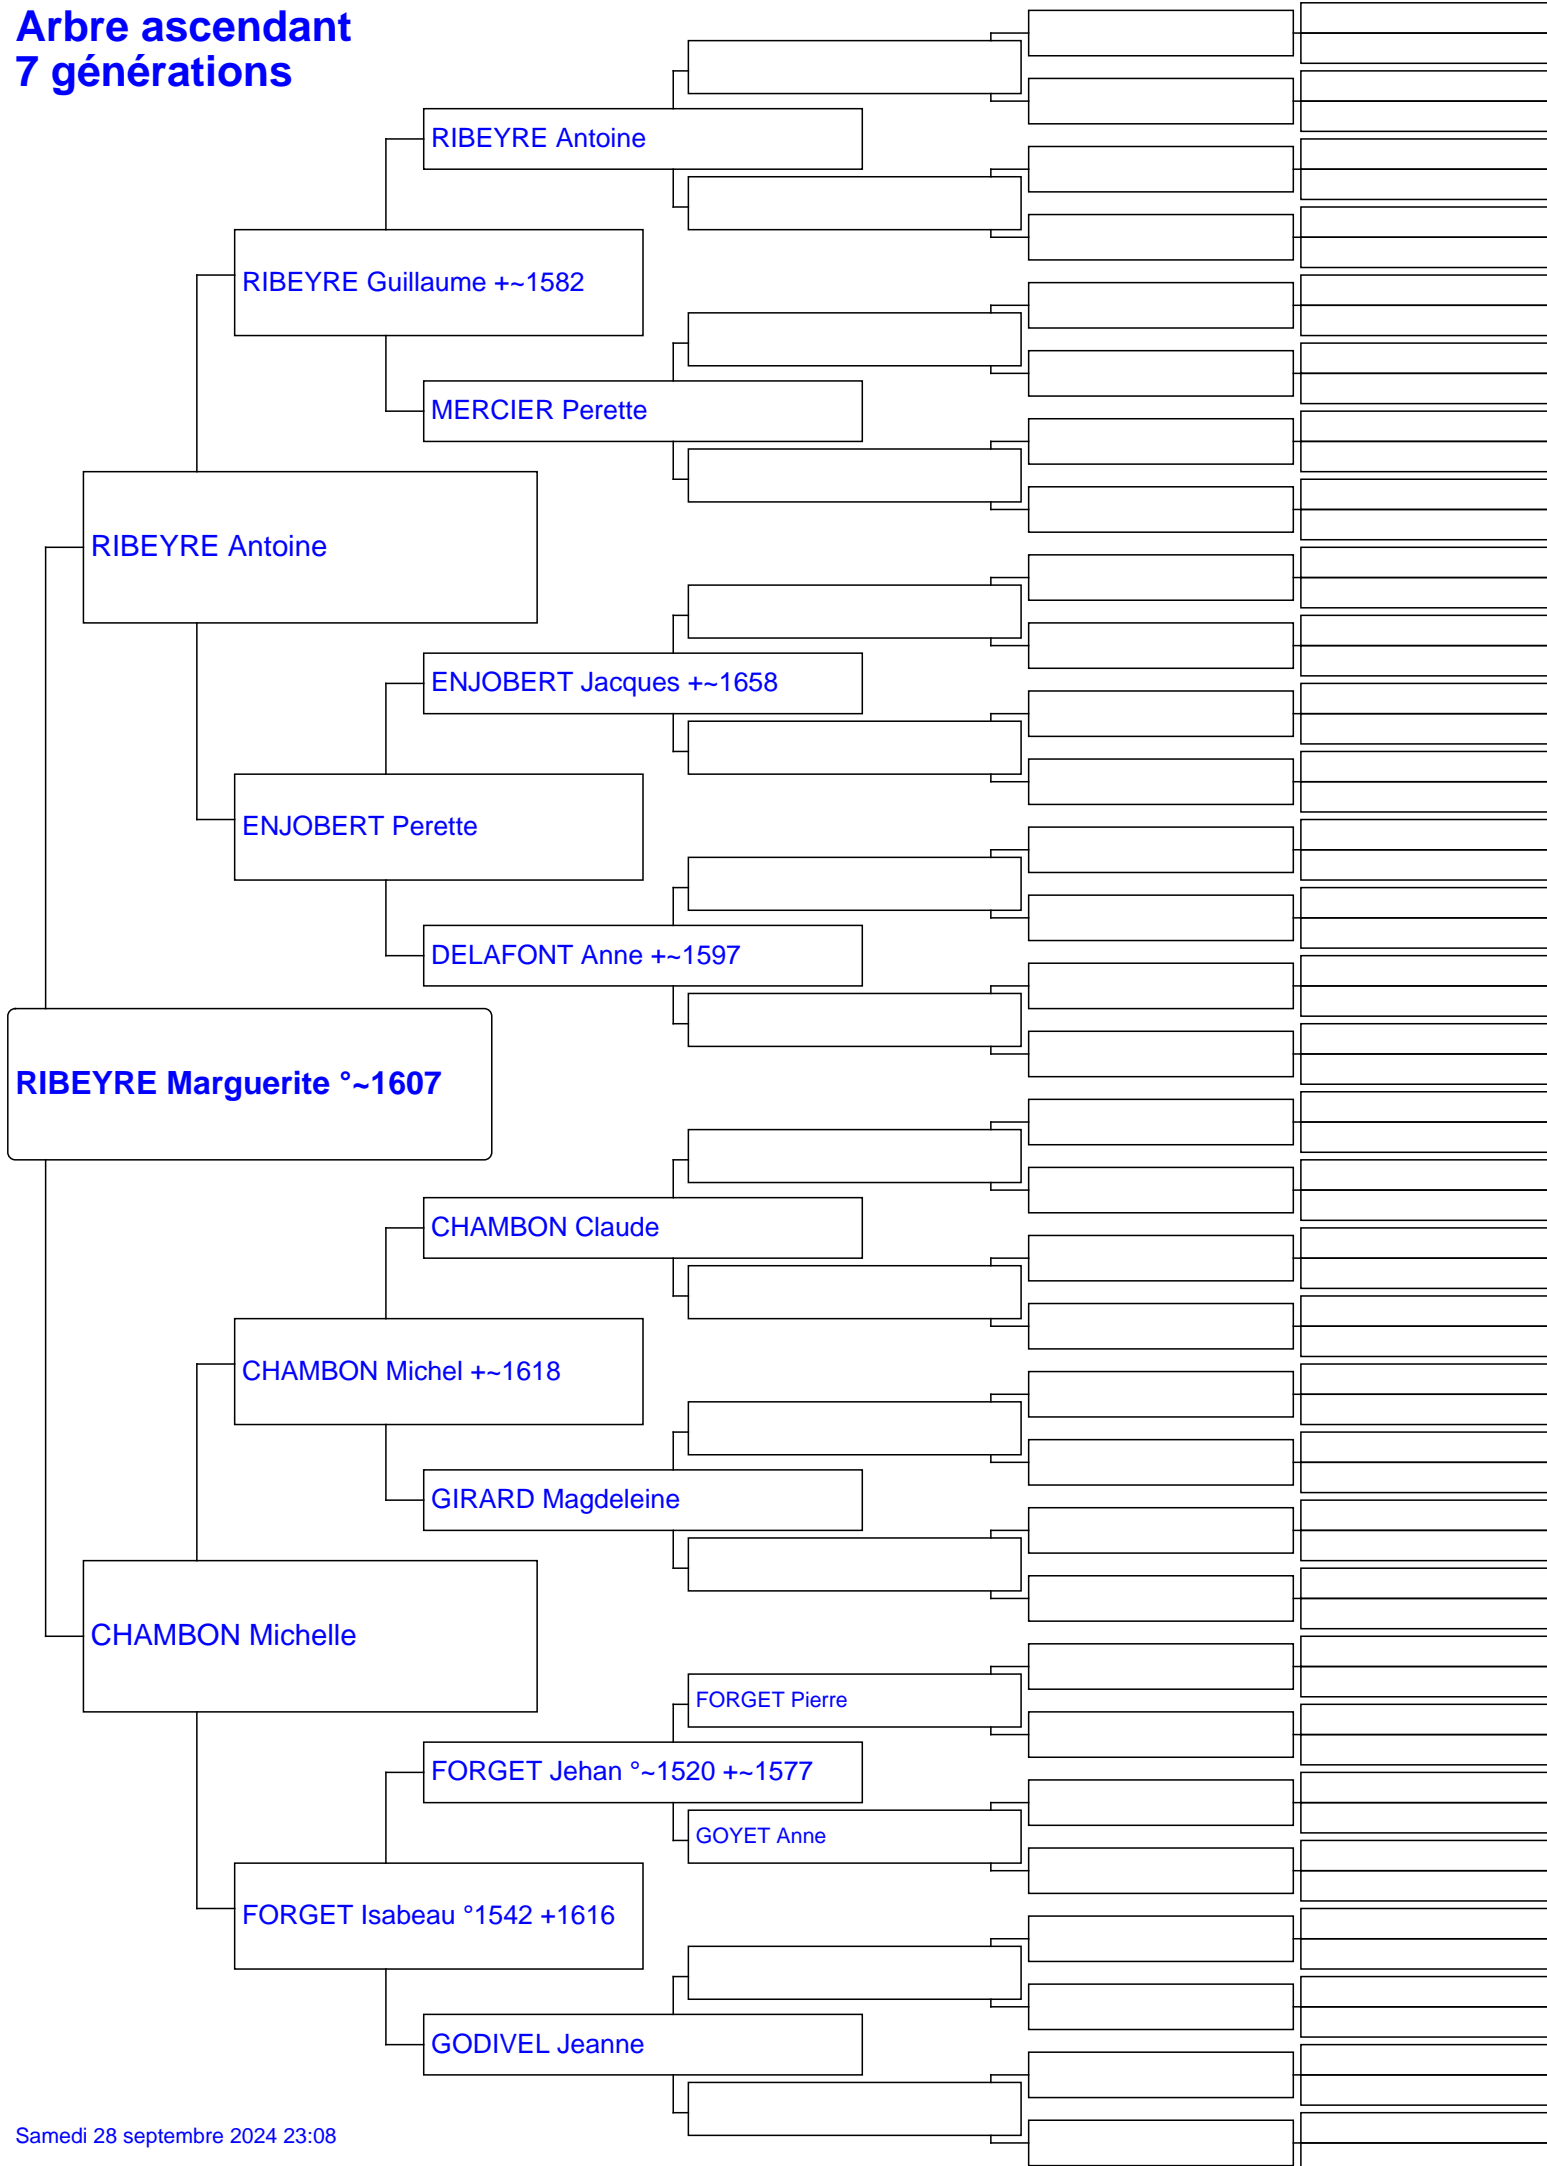 Arbre ascendant
7 générations
RIBEYRE Antoine
RIBEYRE Guillaume +~1582
MERCIER Perette
RIBEYRE Antoine
ENJOBERT Jacques +~1658
ENJOBERT Perette
DELAFONT Anne +~1597
RIBEYRE Marguerite °~1607
CHAMBON Claude
CHAMBON Michel +~1618
GIRARD Magdeleine
CHAMBON Michelle
FORGET Pierre
FORGET Jehan °~1520 +~1577
GOYET Anne
FORGET Isabeau °1542 +1616
GODIVEL Jeanne
Samedi 28 septembre 2024 23:08